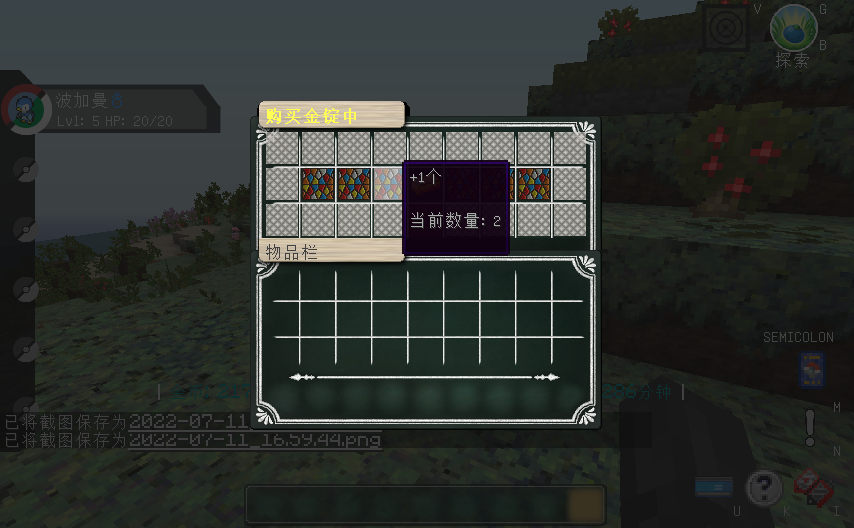 V
G
B
探索
波加曼
Lvl: 5 HP: 20/20
购买金锭中
+1个
当前数量: 2
物品栏
SEMICOLON
分钟
已将截图保存为2022-07-11
已将截图保存为2022-07-11_16.59.44.png
M
N
U
K
I